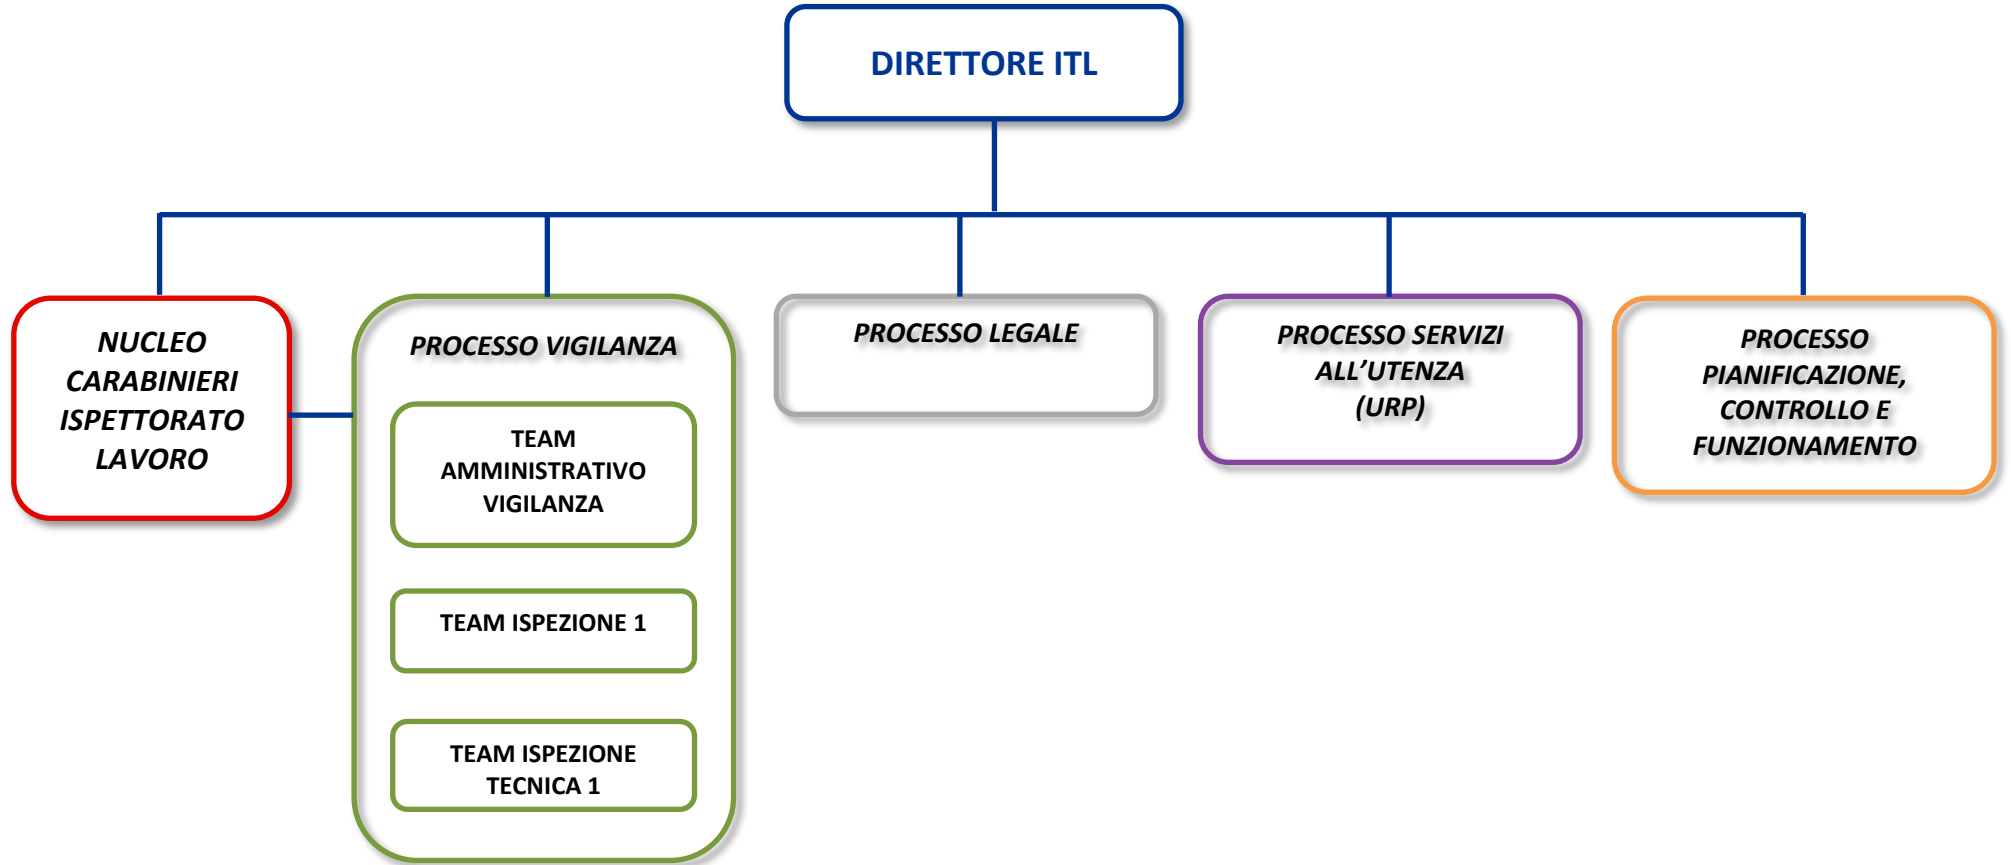 DIRETTORE ITL
NUCLEO
CARABINIERI
ISPETTORATO
LAVORO
PROCESSO VIGILANZA
TEAM
AMMINISTRATIVO
VIGILANZA
TEAM ISPEZIONE 1
TEAM ISPEZIONE
TECNICA 1
PROCESSO LEGALE
PROCESSO SERVIZI
ALL’UTENZA
(URP)
PROCESSO
PIANIFICAZIONE,
CONTROLLO E
FUNZIONAMENTO